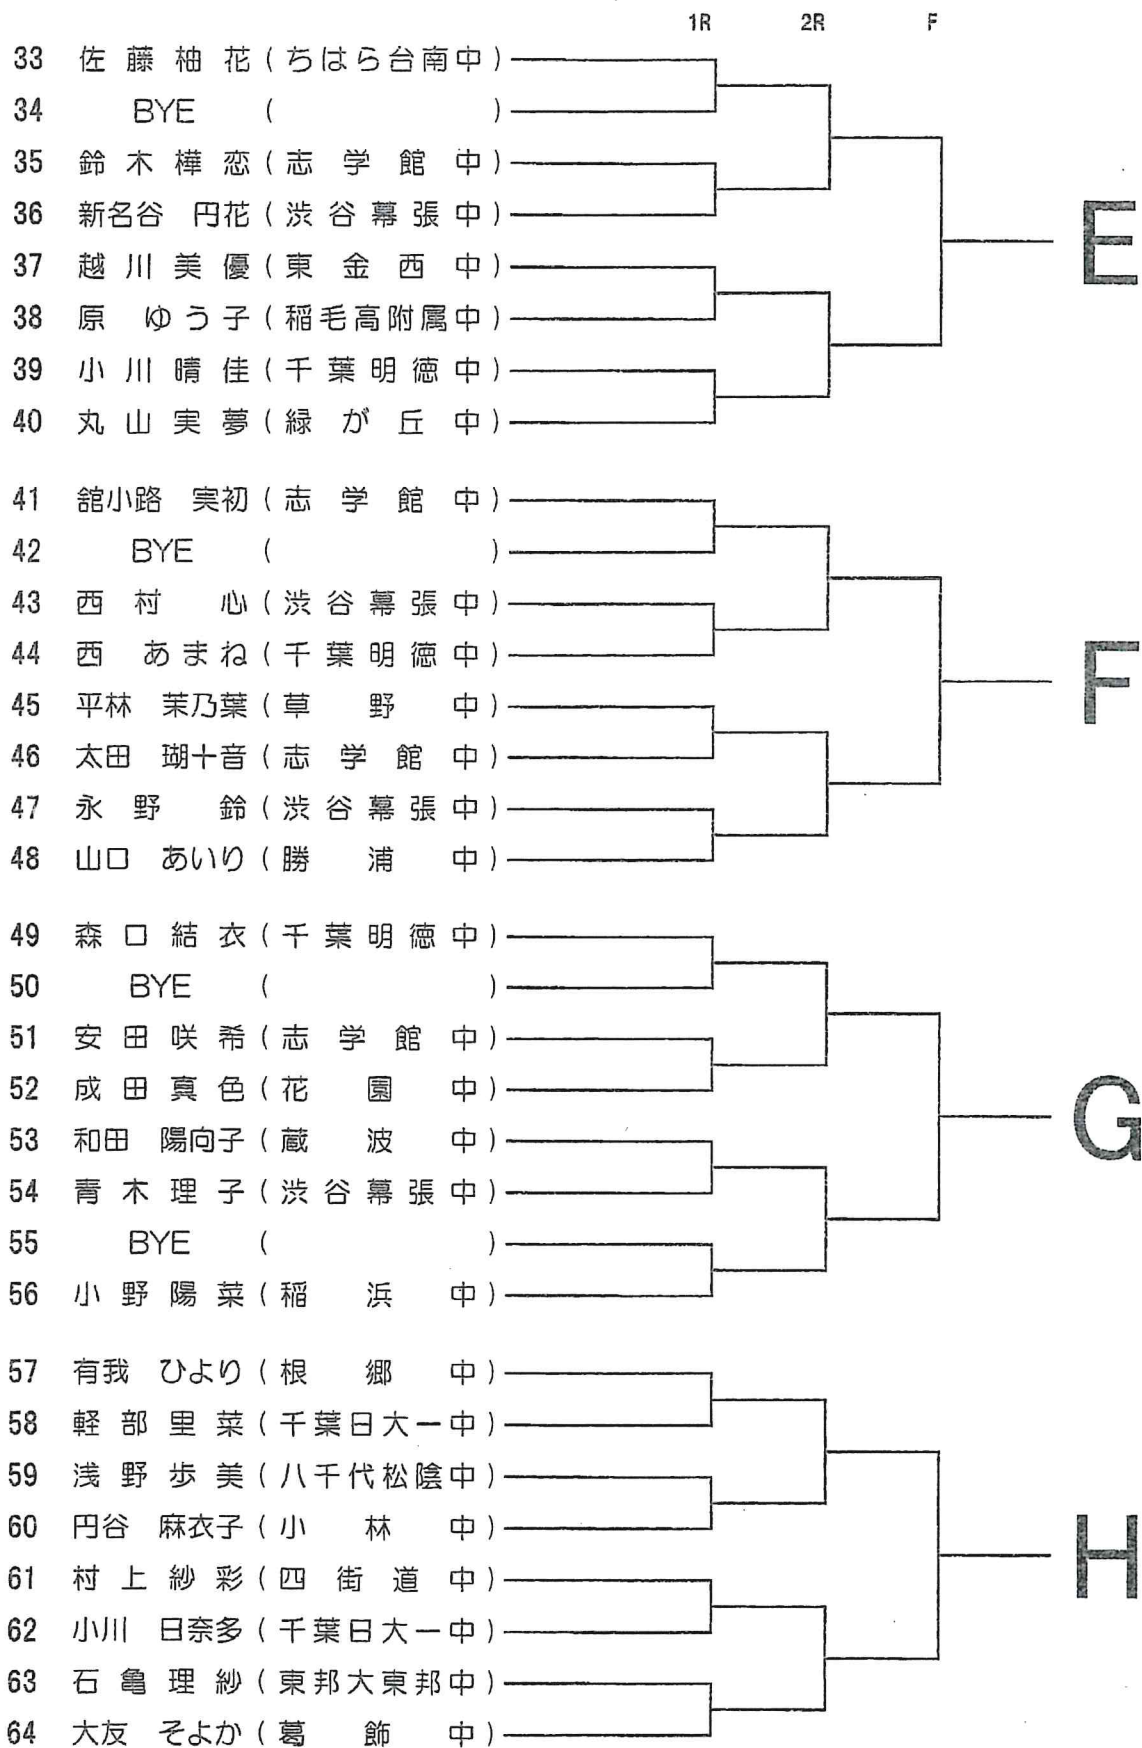 1R 2R F
33 佐藤柚花(ちはら台南中)
34 BYE ( )
35 鈴木樺恋(志学館中)
36 新名谷 円花(渋谷幕張中)
37 越川美優(東金西中)
38 原 ゆう子(稲毛高附属中)
39 小川晴佳(千葉明徳中)
40 丸山実夢(緑が丘中)
E
41 舘小路 実初(志学館中)
42 BYE ( )
43 西村 心(渋谷幕張中)
44 西 あまね(千葉明徳中)
45 平林 茉乃葉(草野中)
46 太田 瑚十音(志学館中)
47 永野 鈴(渋谷幕張中)
48 山口 あいり(勝浦中)
F
49 森口結衣(千葉明徳中)
50 BYE ( )
51 安田咲希(志学館中)
52 成田真色(花園中)
53 和田 陽向子(蔵波中)
54 青木理子(渋谷幕張中)
55 BYE ( )
56 小野陽菜(稲浜中)
G
57 有我 ひより(根郷中)
58 軽部里菜(千葉日大一中)
59 浅野歩美(八千代松陰中)
60 円谷 麻衣子(小林中)
61 村上紗彩(四街道中)
62 小川 日奈多(千葉日大一中)
63 石亀理紗(東邦大東邦中)
64 大友 そよか(葛飾中)
H